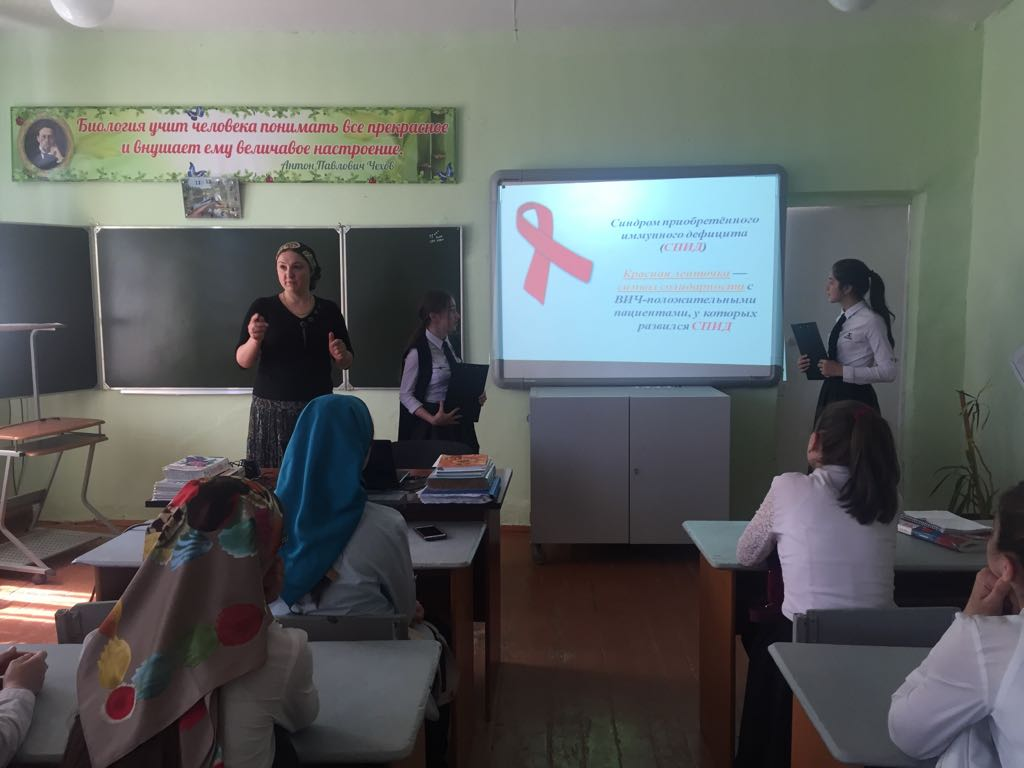 Биология учит человека понимать все прекрасное
и внушает ему величавое настроение.
Антон Павлович Чехов
Синдром приобретённого
иммунного дефицита
(СПИД)
Красная ленточка —
символ солидарности с
ВИЧ-положительными
пациентами, у которых
развился СПИД